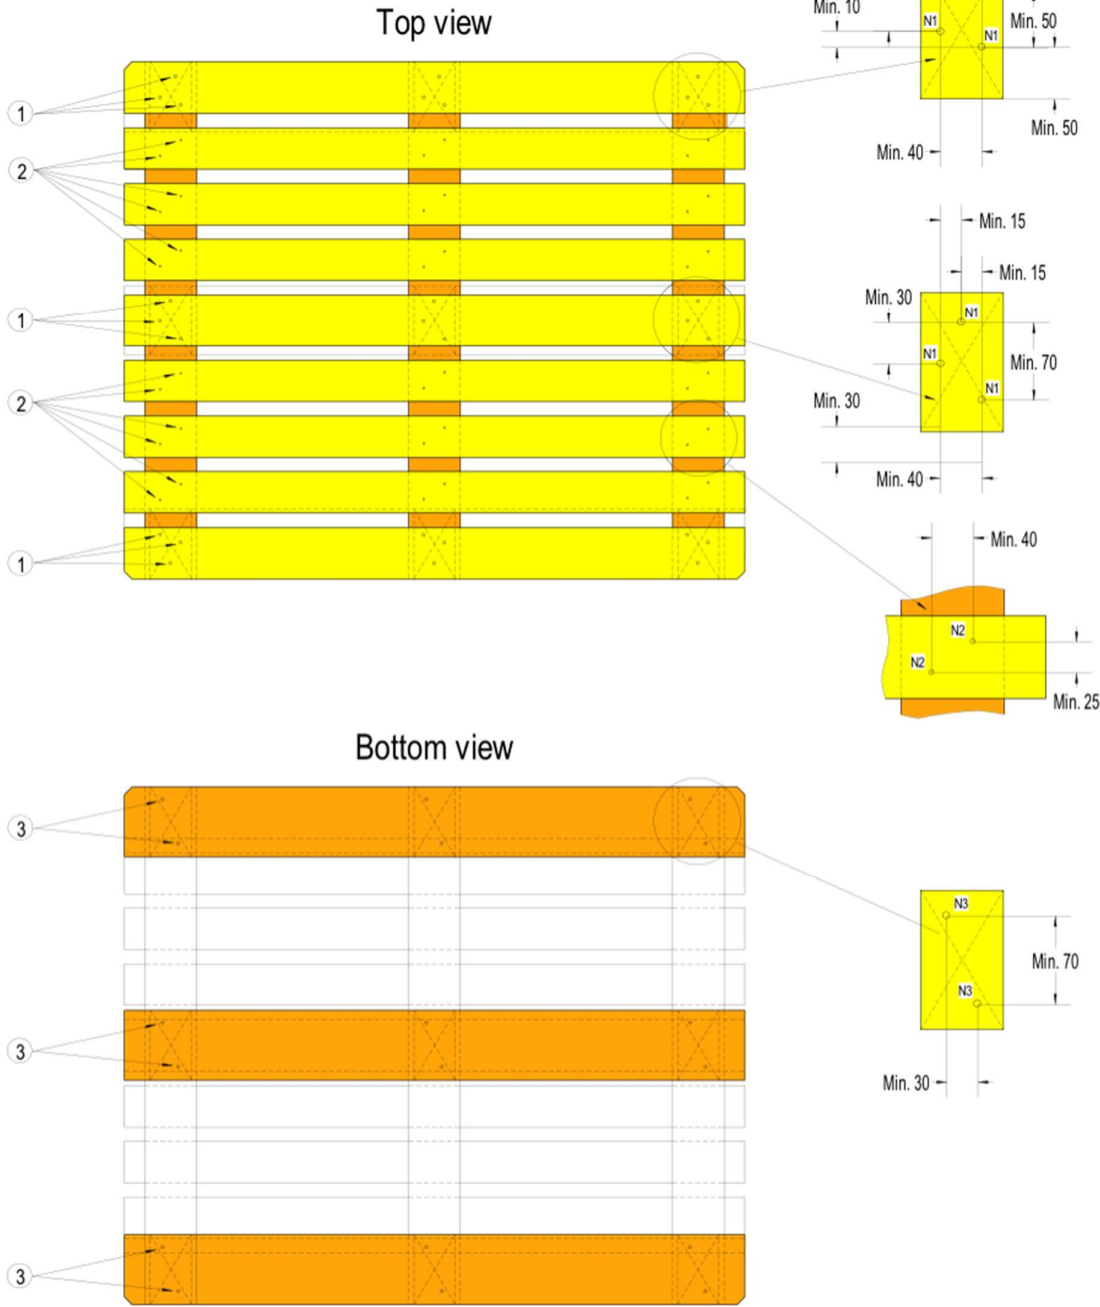 Top view
Min. 10
N1
N1
Min. 50
Min. 50
Min. 40
1
2
1
2
1
Min. 15
Min. 15
Min. 30
N1
N1
Min. 70
N1
Min. 30
Min. 40
Min. 40
N2
N2
Min. 25
Bottom view
3
3
3
N3
Min. 70
N3
Min. 30